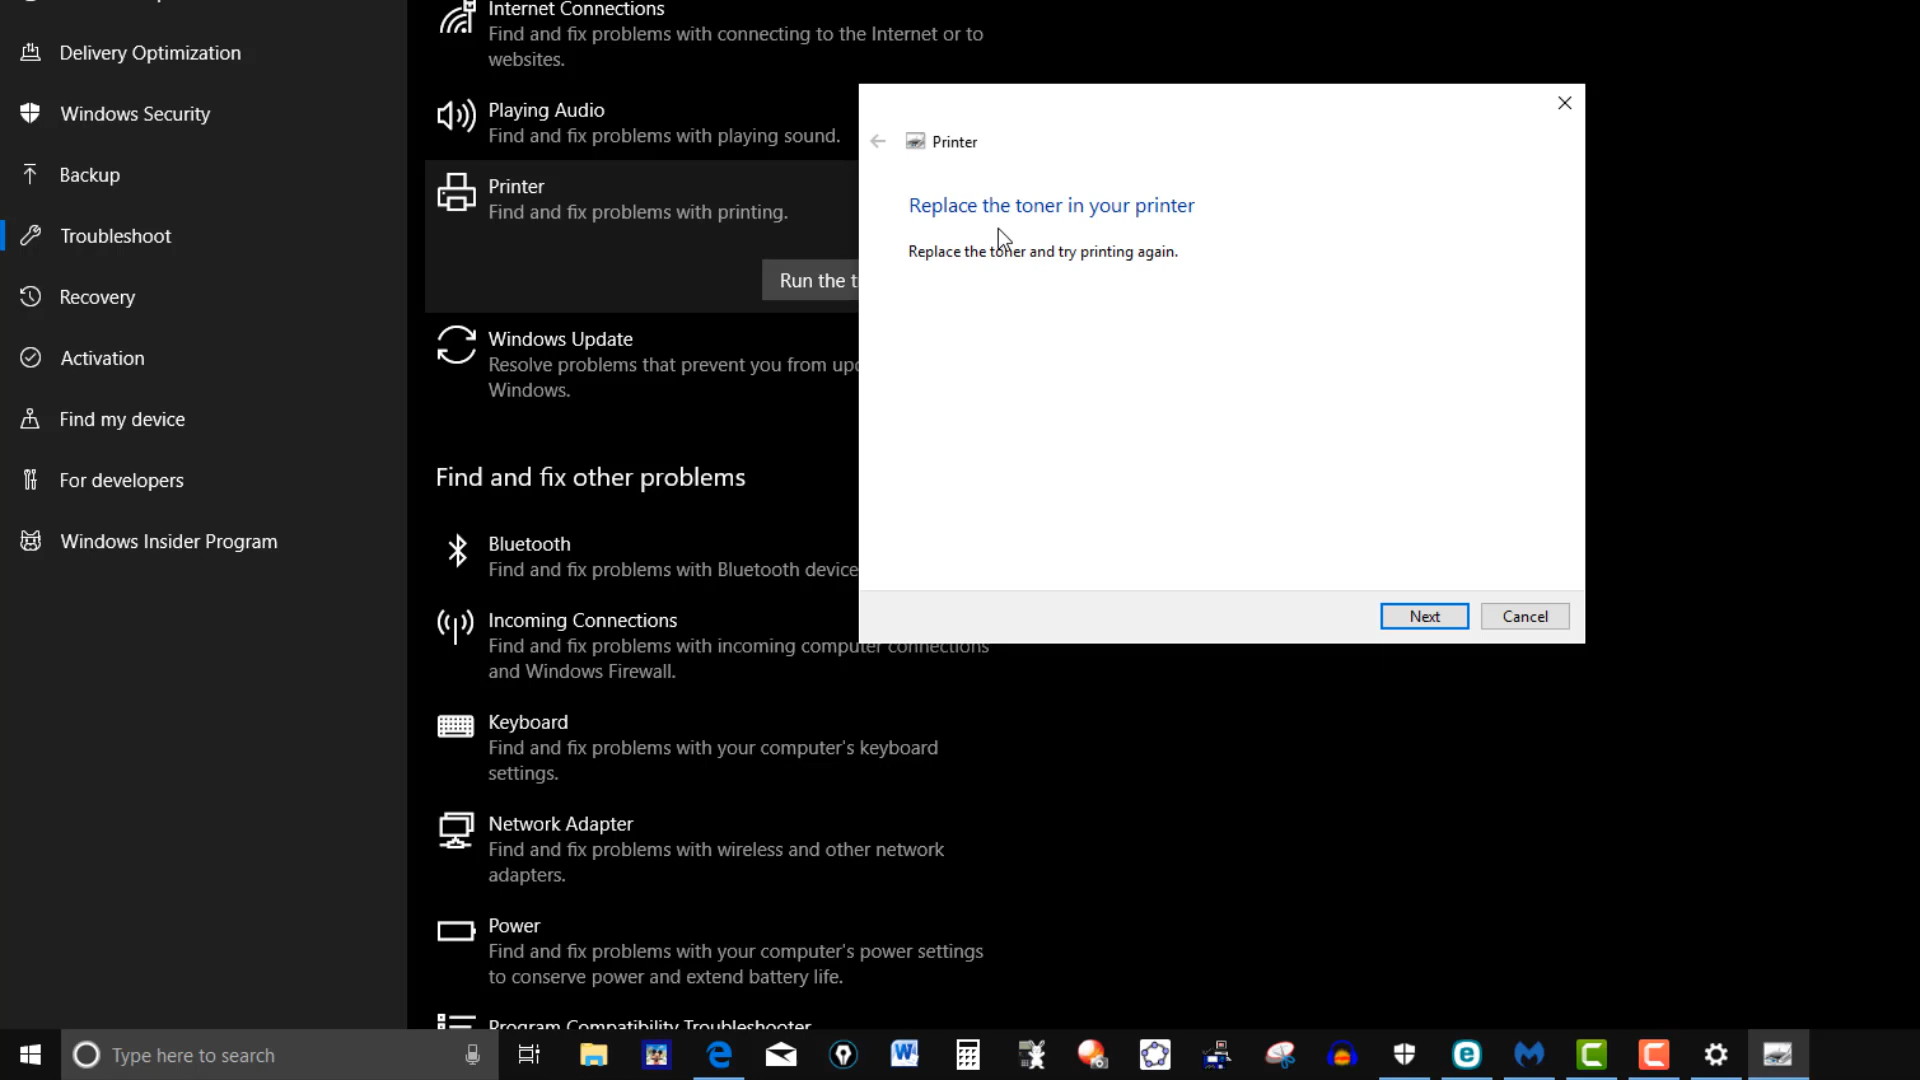 Delivery Optimization
Windows Security
Backup
Troubleshoot
Recovery
Activation
Find my device
For developers
Windows Insider Program
Internet Connections
Find and fix problems with connecting to the Internet or to
websites.
Playing Audio
Find and fix problems with playing sound.
Printer
Find and fix problems with printing.
Run the t
Windows Update
Resolve problems that prevent you from upd
Windows.
Find and fix other problems
Bluetooth
Find and fix problems with Bluetooth device
Incoming Connections
Find and fix problems with incoming computer connections
and Windows Firewall.
Keyboard
Find and fix problems with your computer's keyboard
settings.
Network Adapter
Find and fix problems with wireless and other network
adapters.
Power
Find and fix problems with your computer's power settings
to conserve power and extend battery life.
Program Compatibility Troubleshooter
Printer
Replace the toner in your printer
Replace the toner and try printing again.
Next
Cancel
Type here to search